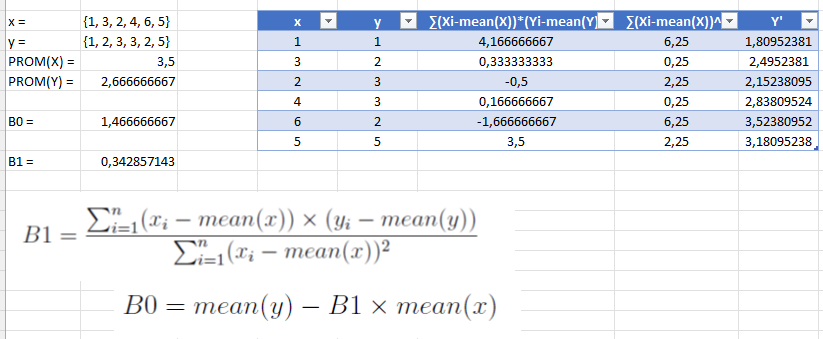 x = {1, 3, 2, 4, 6, 5}
y = {1, 2, 3, 3, 2, 5}
PROM(X) = 3,5
PROM(Y) = 2,666666667
B0 = 1,466666667
B1 = 0,342857143
x y ∑(Xi-mean(X))*(Yi-mean(Y) ∑(Xi-mean(X))^ Y'
1 1 4,166666667 6,25 1,80952381
3 2 0,333333333 0,25 2,4952381
2 3 -0,5 2,25 2,15238095
4 3 0,166666667 0,25 2,83809524
6 2 -1,666666667 6,25 3,52380952
5 5 3,5 2,25 3,18095238
B1 = ∑ⁿᵢ₌₁(xᵢ − mean(x)) × (yᵢ − mean(y))
∑ⁿᵢ₌₁(xᵢ − mean(x))²
B0 = mean(y) − B1 × mean(x)